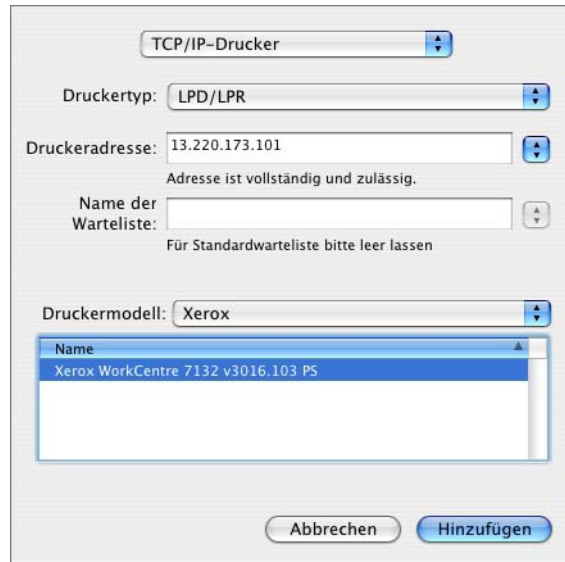 TCP/IP-Drucker
Druckertyp: LPD/LPR
Druckeradresse: 13.220.173.101
Adresse ist vollständig und zulässig.
Name der
Warteliste:
Für Standardwarteliste bitte leer lassen
Druckermodell: Xerox
Name
Xerox WorkCentre 7132 v3016.103 PS
Abbrechen Hinzufügen